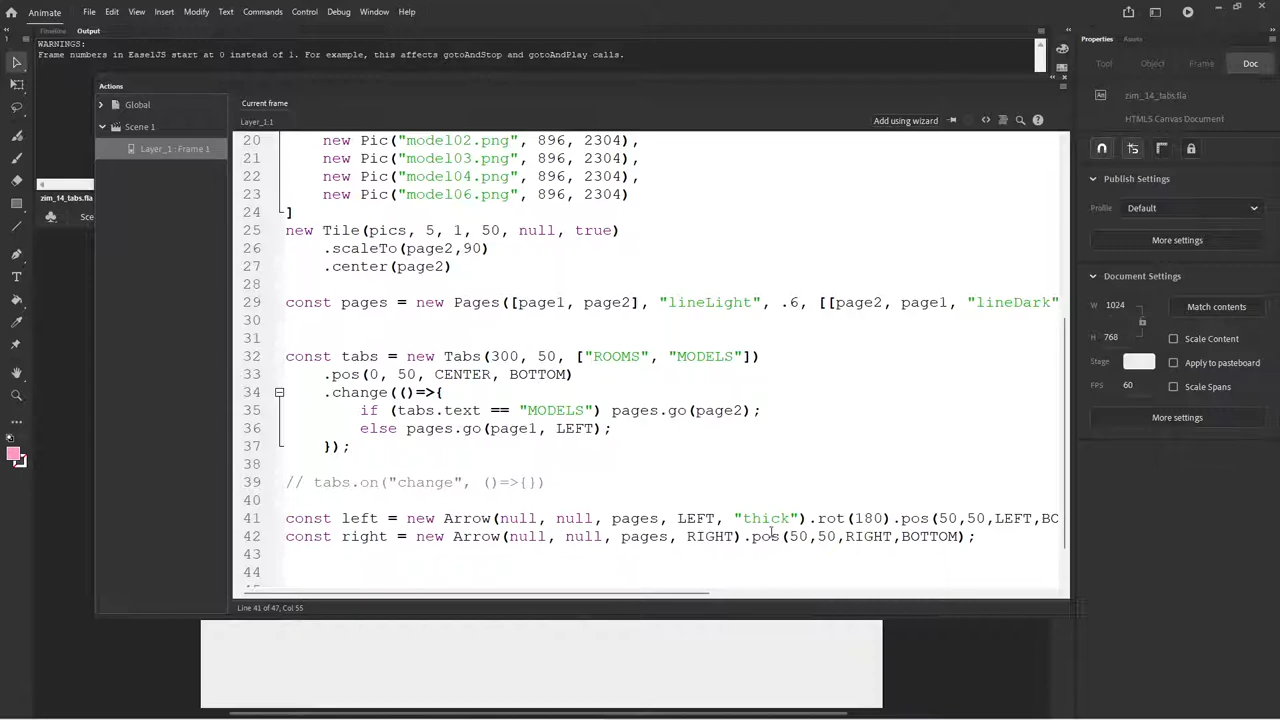 Animate File Edit View Insert Modify Text Commands Control Debug Window Help
Timeline Output
WARNINGS:
Frame numbers in EaselJS start at 0 instead of 1. For example, this affects gotoAndStop and gotoAndPlay calls.
Actions
Global
Scene 1
Layer_1 : Frame 1
zim_14_tabs.fla
Sce
Current frame
Layer_1:1
Add using wizard
20 new Pic("model02.png", 896, 2304),
21 new Pic("model03.png", 896, 2304),
22 new Pic("model04.png", 896, 2304),
23 new Pic("model06.png", 896, 2304)
24 ]
25 new Tile(pics, 5, 1, 50, null, true)
26 .scaleTo(page2,90)
27 .center(page2)
28
29 const pages = new Pages([page1, page2], "lineLight", .6, [[page2, page1, "lineDark"
30
31
32 const tabs = new Tabs(300, 50, ["ROOMS", "MODELS"])
33 .pos(0, 50, CENTER, BOTTOM)
34 .change(()=>{
35 if (tabs.text == "MODELS") pages.go(page2);
36 else pages.go(page1, LEFT);
37 });
38
39 // tabs.on("change", ()=>{})
40
41 const left = new Arrow(null, null, pages, LEFT, "thick").rot(180).pos(50,50,LEFT,BO
42 const right = new Arrow(null, null, pages, RIGHT).pos(50,50,RIGHT,BOTTOM);
43
44
Line 41 of 47, Col 55
Properties Assets
Tool Object Frame Doc
zim_14_tabs.fla
HTML5 Canvas Document
Publish Settings
Profile Default
More settings
Document Settings
W 1024 Match contents
H 768 Scale Content
Stage Apply to pasteboard
FPS 60 Scale Spans
More settings